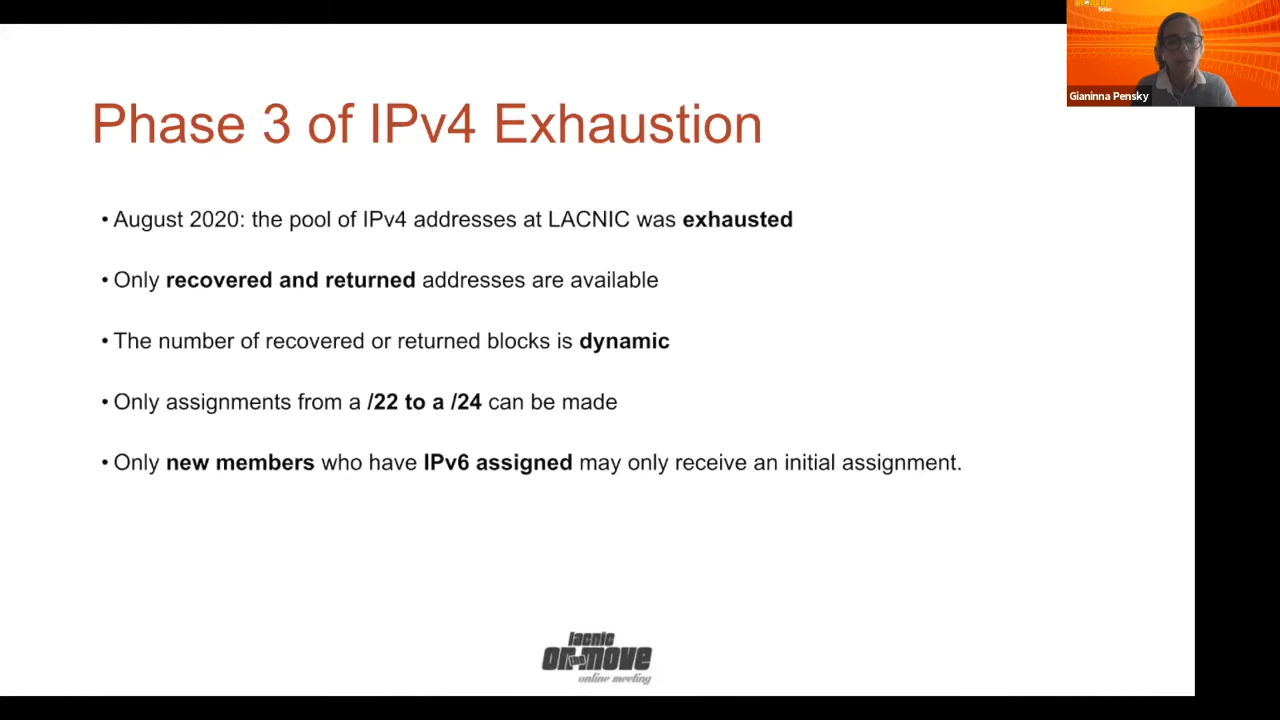 on-move
Gianinna Pensky
Phase 3 of IPv4 Exhaustion
• August 2020: the pool of IPv4 addresses at LACNIC was exhausted
• Only recovered and returned addresses are available
• The number of recovered or returned blocks is dynamic
• Only assignments from a /22 to a /24 can be made
• Only new members who have IPv6 assigned may only receive an initial assignment.
lacnic
on-move
online meeting